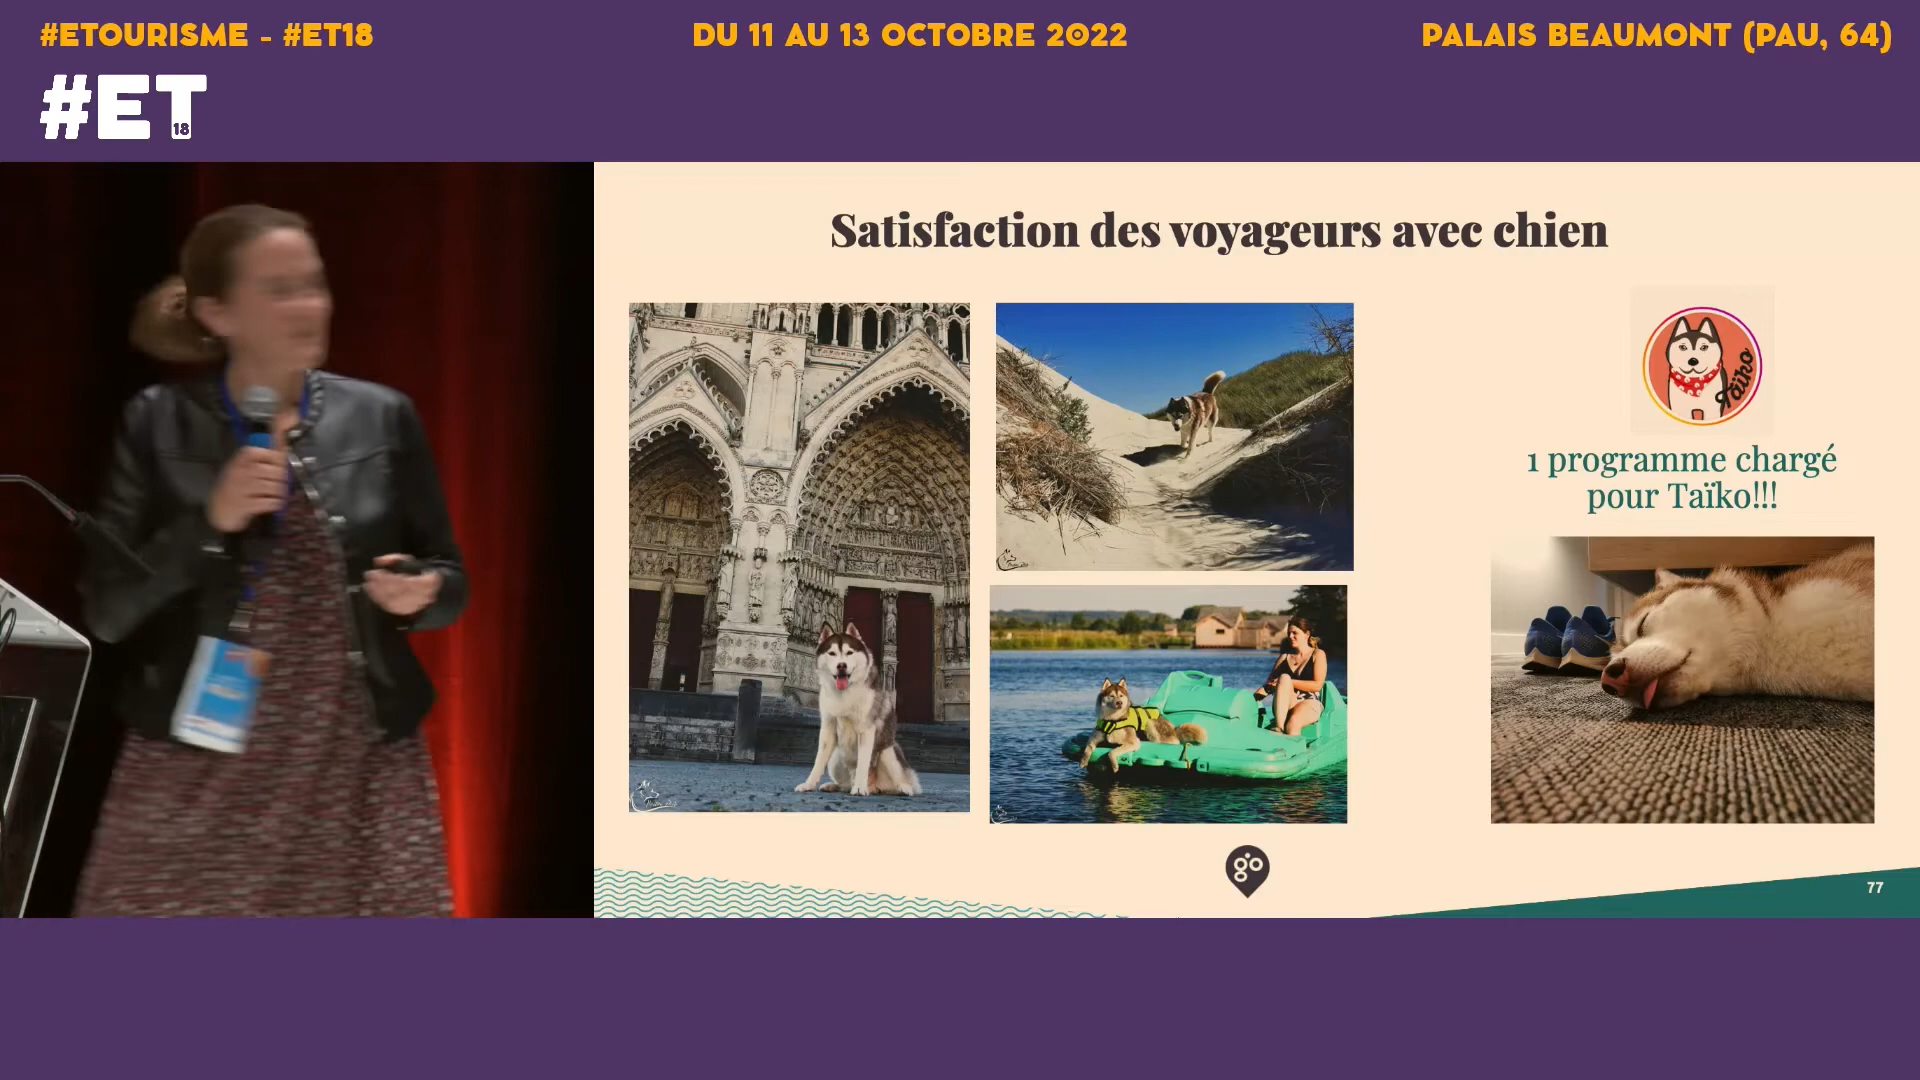 #ETOURISME - #ET18
DU 11 AU 13 OCTOBRE 2022
PALAIS BEAUMONT (PAU, 64)
#ET
18
Satisfaction des voyageurs avec chien
Taïko
1 programme chargé
pour Taïko!!!
go
77